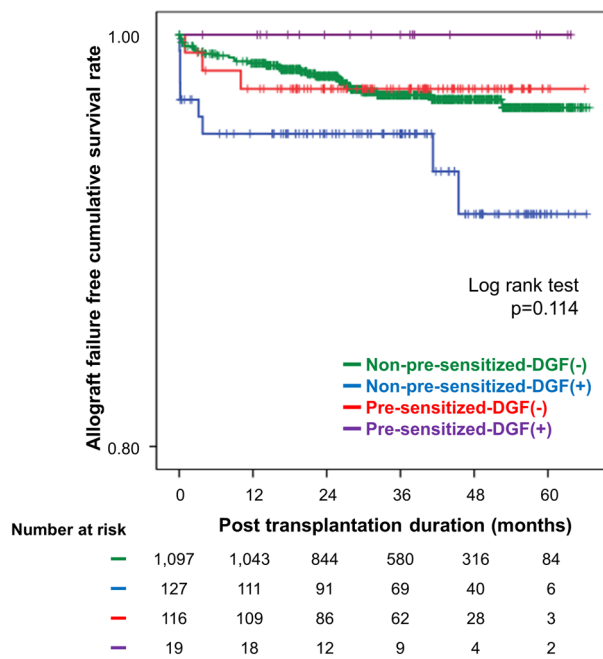 Allograft failure free cumulative survival rate
1.00
0.80
Log rank test
p=0.114
Non-pre-sensitized-DGF(-)
Non-pre-sensitized-DGF(+)
Pre-sensitized-DGF(-)
Pre-sensitized-DGF(+)
0 12 24 36 48 60
Number at risk
Post transplantation duration (months)
1,097 1,043 844 580 316 84
127 111 91 69 40 6
116 109 86 62 28 3
19 18 12 9 4 2